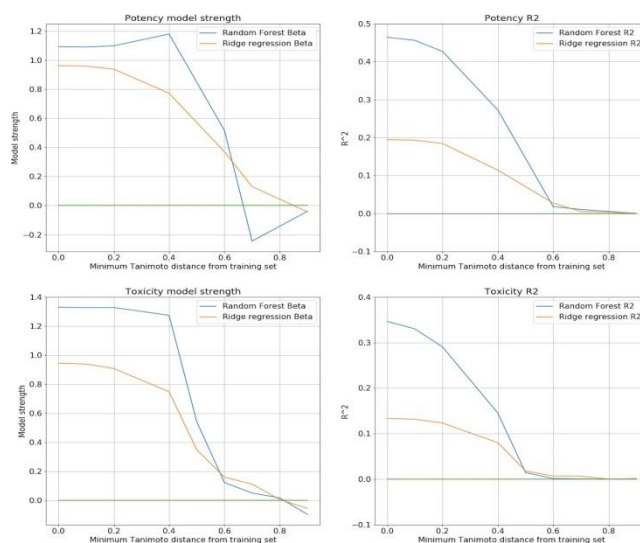 Potency model strength
Random Forest Beta
Ridge regression Beta
1.2
1.0
0.8
0.6
0.4
0.2
0.0
−0.2
Model strength
0.0 0.2 0.4 0.6 0.8
Minimum Tanimoto distance from training set
Potency R2
Random Forest R2
Ridge regression R2
0.5
0.4
0.3
0.2
0.1
0.0
−0.1
R^2
0.0 0.2 0.4 0.6 0.8
Minimum Tanimoto distance from training set
Toxicity model strength
Random Forest Beta
Ridge regression Beta
1.4
1.2
1.0
0.8
0.6
0.4
0.2
0.0
Model strength
0.0 0.2 0.4 0.6 0.8
Minimum Tanimoto distance from training set
Toxicity R2
Random Forest R2
Ridge regression R2
0.4
0.3
0.2
0.1
0.0
−0.1
R^2
0.0 0.2 0.4 0.6 0.8
Minimum Tanimoto distance from training set